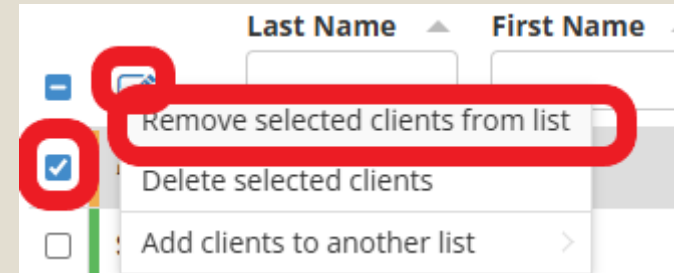 Last Name First Name
Remove selected clients from list
Delete selected clients
Add clients to another list